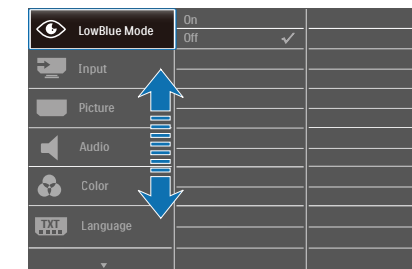 LowBlue Mode
On
Off
Input
Picture
Audio
Color
TXT
Language